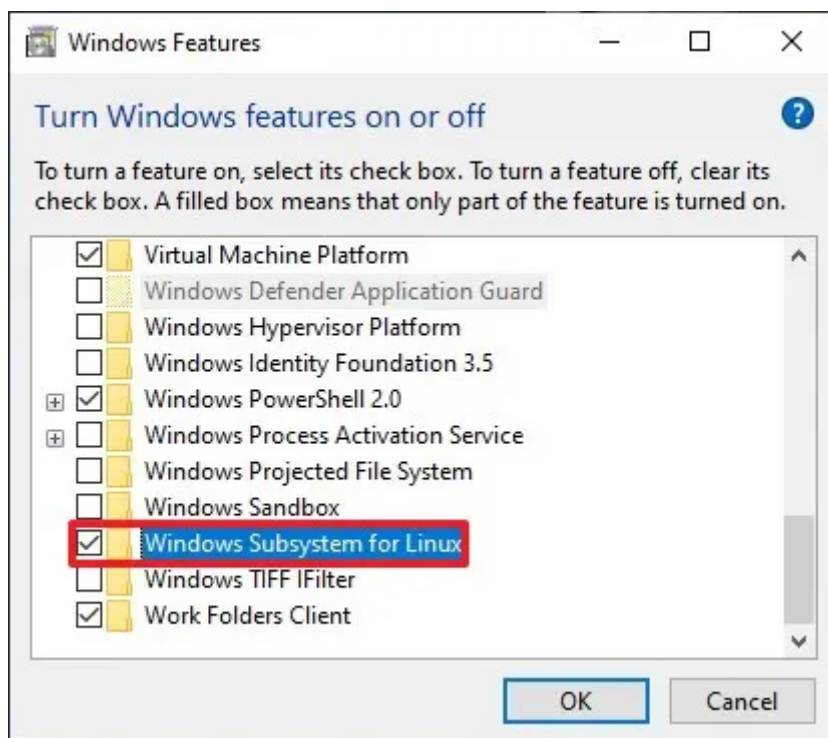 Windows Features
Turn Windows features on or off
?
To turn a feature on, select its check box. To turn a feature off, clear its
check box. A filled box means that only part of the feature is turned on.
Virtual Machine Platform
Windows Defender Application Guard
Windows Hypervisor Platform
Windows Identity Foundation 3.5
Windows PowerShell 2.0
Windows Process Activation Service
Windows Projected File System
Windows Sandbox
Windows Subsystem for Linux
Windows TIFF IFilter
Work Folders Client
OK
Cancel